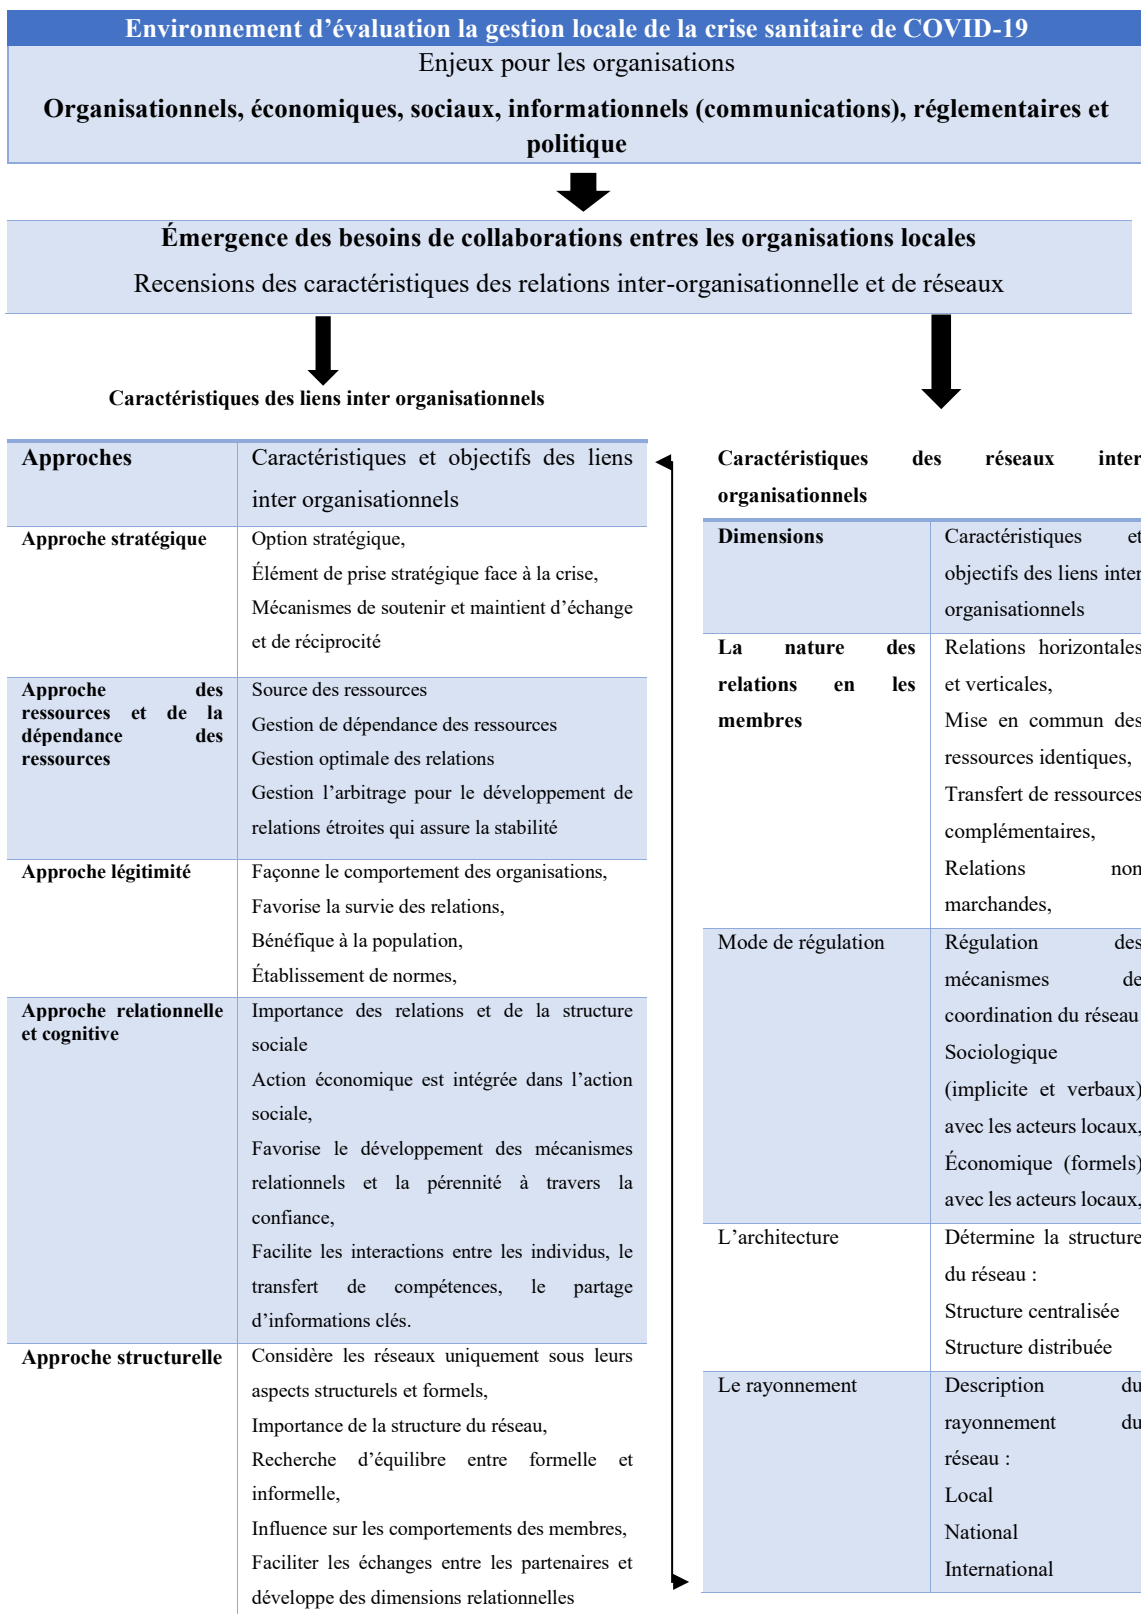 Environnement d'évaluation la gestion locale de la crise sanitaire de COVID-19
Enjeux pour les organisations
Organisationnels, économiques, sociaux, informationnels (communications), réglementaires et
politique
Émergence des besoins de collaborations entres les organisations locales
Recensions des caractéristiques des relations inter-organisationnelle et de réseaux
Caractéristiques des liens inter organisationnels
Approches
Caractéristiques et objectifs des liens
inter organisationnels
Approche stratégique
Option stratégique,
Élément de prise stratégique face à la crise,
Mécanismes de soutenir et maintient d'échange
et de réciprocité
Approche des
ressources et de la
dépendance des
ressources
Source des ressources
Gestion de dépendance des ressources
Gestion optimale des relations
Gestion l'arbitrage pour le développement de
relations étroites qui assure la stabilité
Approche légitimité
Façonne le comportement des organisations,
Favorise la survie des relations,
Bénéfique à la population,
Établissement de normes,
Approche relationnelle
et cognitive
Importance des relations et de la structure
sociale
Action économique est intégrée dans l'action
sociale,
Favorise le développement des mécanismes
relationnels et la pérennité à travers la
confiance,
Facilite les interactions entre les individus, le
transfert de compétences, le partage
d'informations clés.
Approche structurelle
Considère les réseaux uniquement sous leurs
aspects structurels et formels,
Importance de la structure du réseau,
Recherche d'équilibre entre formelle et
informelle,
Influence sur les comportements des membres,
Faciliter les échanges entre les partenaires et
développe des dimensions relationnelles
Caractéristiques des réseaux inter
organisationnels
Dimensions
Caractéristiques et
objectifs des liens inter
organisationnels
La nature des
relations en les
membres
Relations horizontales
et verticales,
Mise en commun des
ressources identiques,
Transfert de ressources
complémentaires,
Relations non
marchandes,
Mode de régulation
Régulation des
mécanismes de
coordination du réseau
Sociologique
(implicite et verbaux)
avec les acteurs locaux,
Économique (formels)
avec les acteurs locaux,
L'architecture
Détermine la structure
du réseau :
Structure centralisée
Structure distribuée
Le rayonnement
Description du
rayonnement du
réseau :
Local
National
International